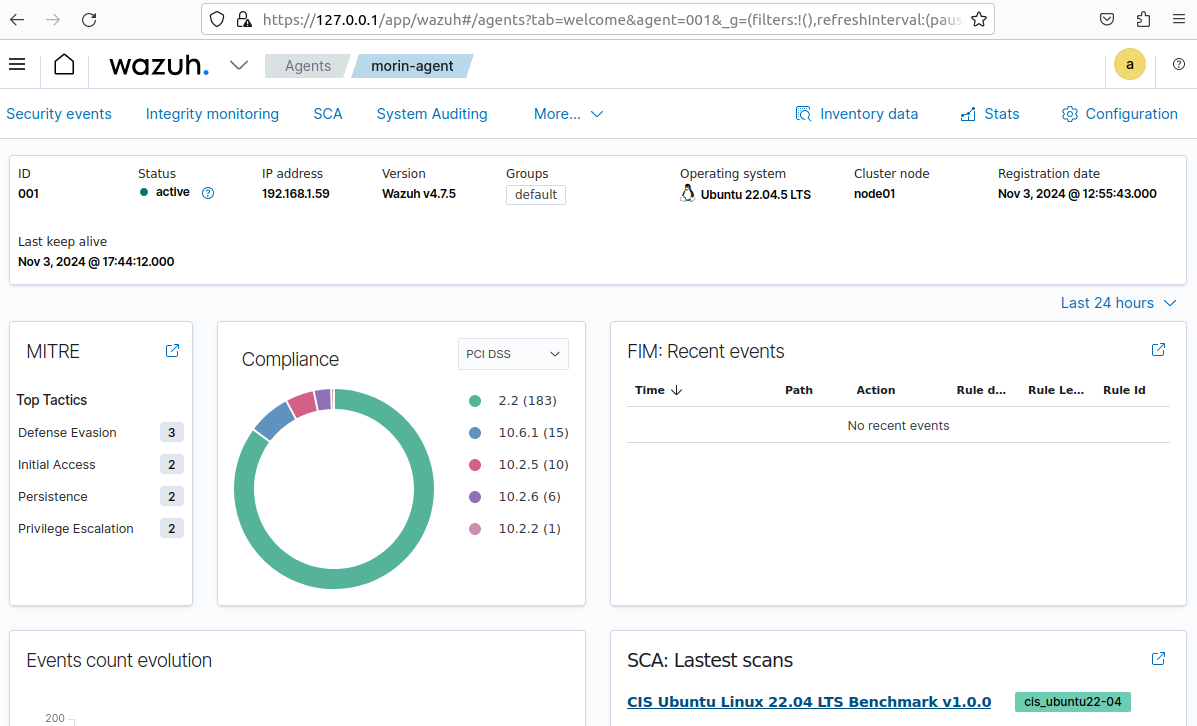 https://127.0.0.1/app/wazuh#/agents?tab=welcome&agent=001&_g=(filters:!(),refreshInterval:(paus
wazuh. Agents morin-agent a
Security events Integrity monitoring SCA System Auditing More... Inventory data Stats Configuration
ID Status IP address Version Groups Operating system Cluster node Registration date
001 active 192.168.1.59 Wazuh v4.7.5 default Ubuntu 22.04.5 LTS node01 Nov 3, 2024 @ 12:55:43.000
Last keep alive
Nov 3, 2024 @ 17:44:12.000
Last 24 hours
MITRE
Top Tactics
Defense Evasion 3
Initial Access 2
Persistence 2
Privilege Escalation 2
Compliance PCI DSS
2.2 (183)
10.6.1 (15)
10.2.5 (10)
10.2.6 (6)
10.2.2 (1)
FIM: Recent events
Time Path Action Rule d... Rule Le... Rule Id
No recent events
Events count evolution
200
SCA: Lastest scans
CIS Ubuntu Linux 22.04 LTS Benchmark v1.0.0 cis_ubuntu22-04